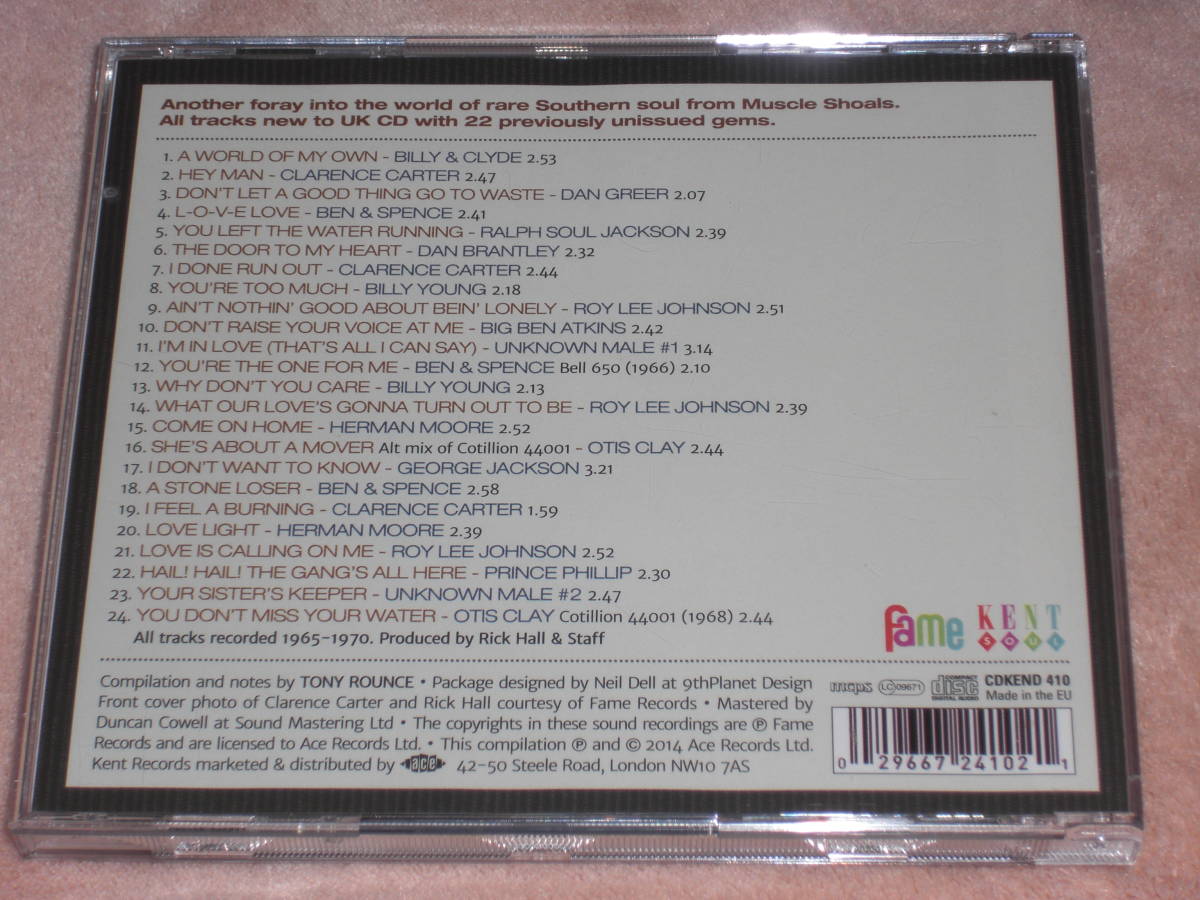 Another foray into the world of rare Southern soul from Muscle Shoals.
All tracks new to UK CD with 22 previously unissued gems.
1. A WORLD OF MY OWN - BILLY & CLYDE 2.53
2. HEY MAN - CLARENCE CARTER 2.47
3. DON'T LET A GOOD THING GO TO WASTE - DAN GREER 2.07
4. L-O-V-E LOVE - BEN & SPENCE 2.41
5. YOU LEFT THE WATER RUNNING - RALPH SOUL JACKSON 2.39
6. THE DOOR TO MY HEART - DAN BRANTLEY 2.32
7. I DONE RUN OUT - CLARENCE CARTER 2.44
8. YOU'RE TOO MUCH - BILLY YOUNG 2.18
9. AIN'T NOTHIN' GOOD ABOUT BEIN' LONELY - ROY LEE JOHNSON 2.51
10. DON'T RAISE YOUR VOICE AT ME - BIG BEN ATKINS 2.42
11. I'M IN LOVE (THAT'S ALL I CAN SAY) - UNKNOWN MALE #1 3.14
12. YOU'RE THE ONE FOR ME - BEN & SPENCE Bell 650 (1966) 2.10
13. WHY DON'T YOU CARE - BILLY YOUNG 2.13
14. WHAT OUR LOVE'S GONNA TURN OUT TO BE - ROY LEE JOHNSON 2.39
15. COME ON HOME - HERMAN MOORE 2.52
16. SHE'S ABOUT A MOVER Alt mix of Cotillion 44001 - OTIS CLAY 2.44
17. I DON'T WANT TO KNOW - GEORGE JACKSON 3.21
18. A STONE LOSER - BEN & SPENCE 2.58
19. I FEEL A BURNING - CLARENCE CARTER 1.59
20. LOVE LIGHT - HERMAN MOORE 2.39
21. LOVE IS CALLING ON ME - ROY LEE JOHNSON 2.52
22. HAIL! HAIL! THE GANG'S ALL HERE - PRINCE PHILLIP 2.30
23. YOUR SISTER'S KEEPER - UNKNOWN MALE #2 2.47
24. YOU DON'T MISS YOUR WATER - OTIS CLAY Cotillion 44001 (1968) 2.44
All tracks recorded 1965-1970. Produced by Rick Hall & Staff
fame KENT
SOUL
Compilation and notes by TONY ROUNCE • Package designed by Neil Dell at 9thPlanet Design
Front cover photo of Clarence Carter and Rick Hall courtesy of Fame Records • Mastered by
Duncan Cowell at Sound Mastering Ltd • The copyrights in these sound recordings are ℗ Fame
Records and are licensed to Ace Records Ltd. • This compilation ℗ and © 2014 Ace Records Ltd.
Kent Records marketed & distributed by ace 42-50 Steele Road, London NW10 7AS
mcps LC 09671 COMPACT disc DIGITAL AUDIO
CDKEND 410
Made in the EU
0 29667 24102 1